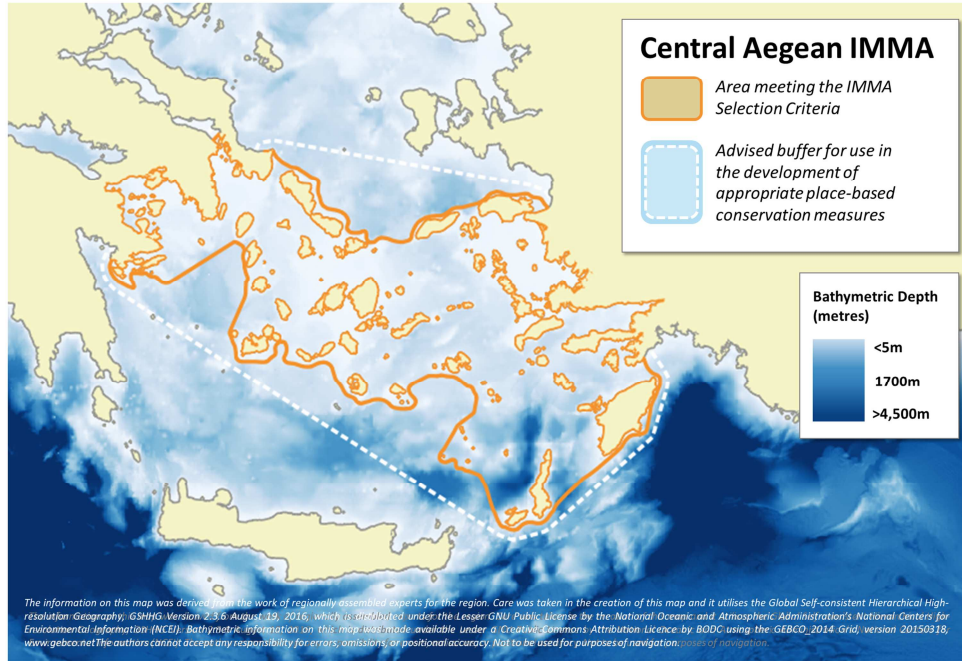 Central Aegean IMMA
Area meeting the IMMA
Selection Criteria
Advised buffer for use in
the development of
appropriate place-based
conservation measures
Bathymetric Depth
(metres)
<5m
1700m
>4,500m
The information on this map was derived from the work of regionally assembled experts for the region. Care was taken in the creation of this map and it utilises the Global Self-consistent Hierarchical High-
resolution Geography, GSHHG Version 2.3.6 August 19, 2016, which is distributed under the Lesser GNU Public License by the National Oceanic and Atmospheric Administration's National Centers for
Environmental Information (NCEI). Bathymetric information on this map was made available under a Creative Commons Attribution Licence by BODC using the GEBCO_2014 Grid, version 20150318,
www.gebco.netThe authors cannot accept any responsibility for errors, omissions, or positional accuracy. Not to be used for purposes of navigation.